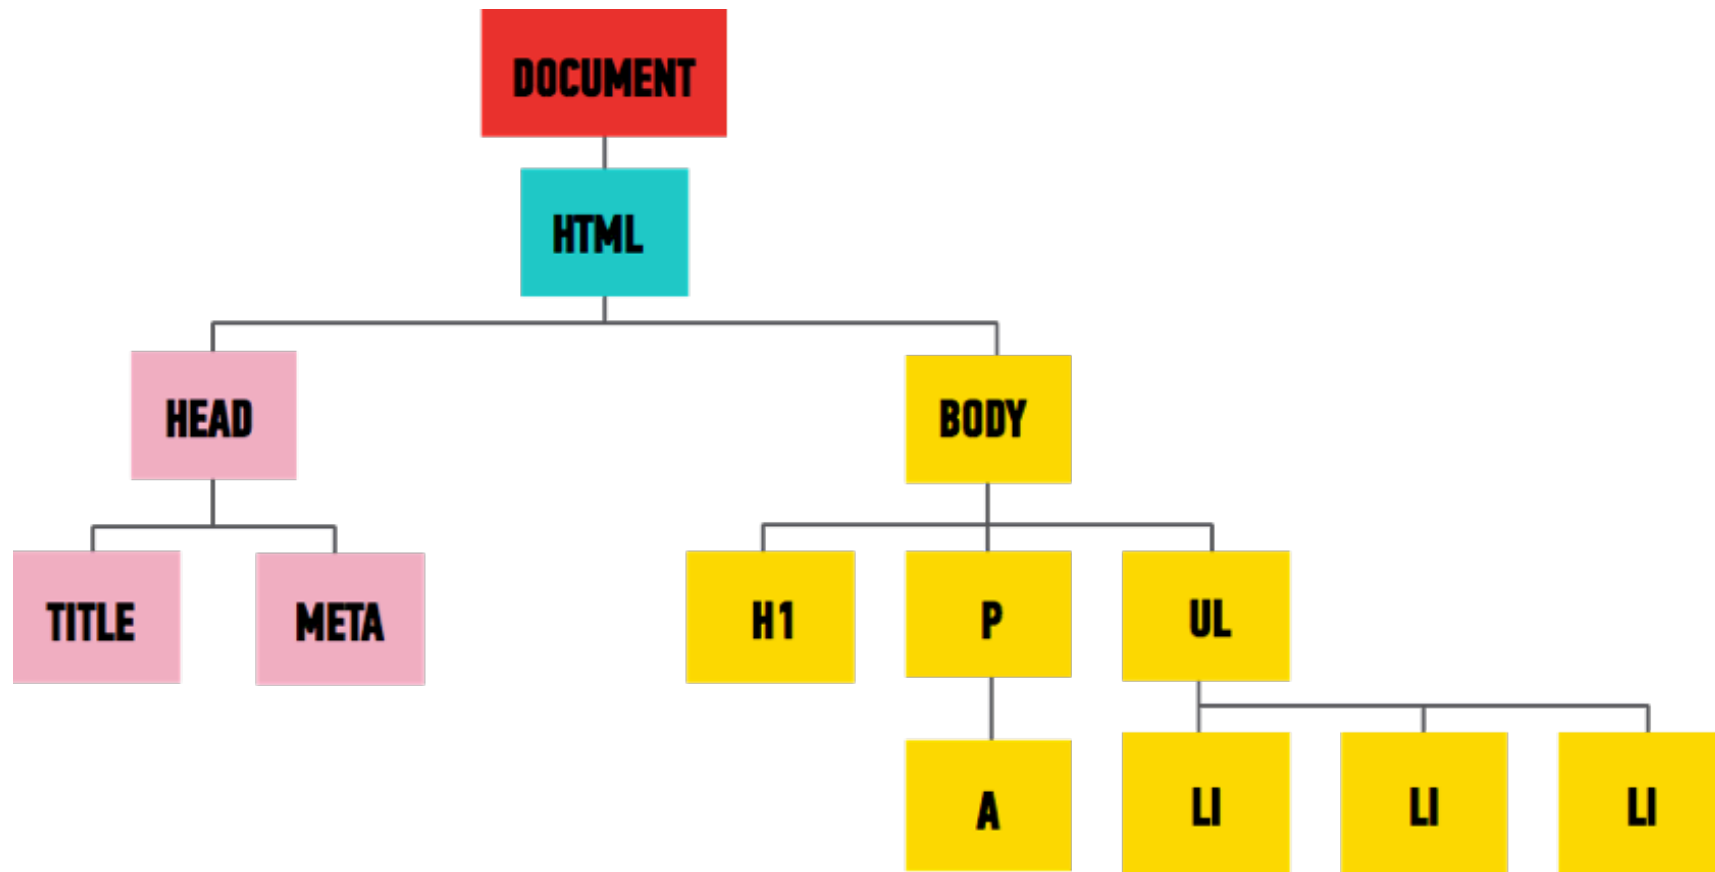 DOCUMENT
HTML
HEAD
BODY
TITLE
META
H1
P
UL
A
LI
LI
LI